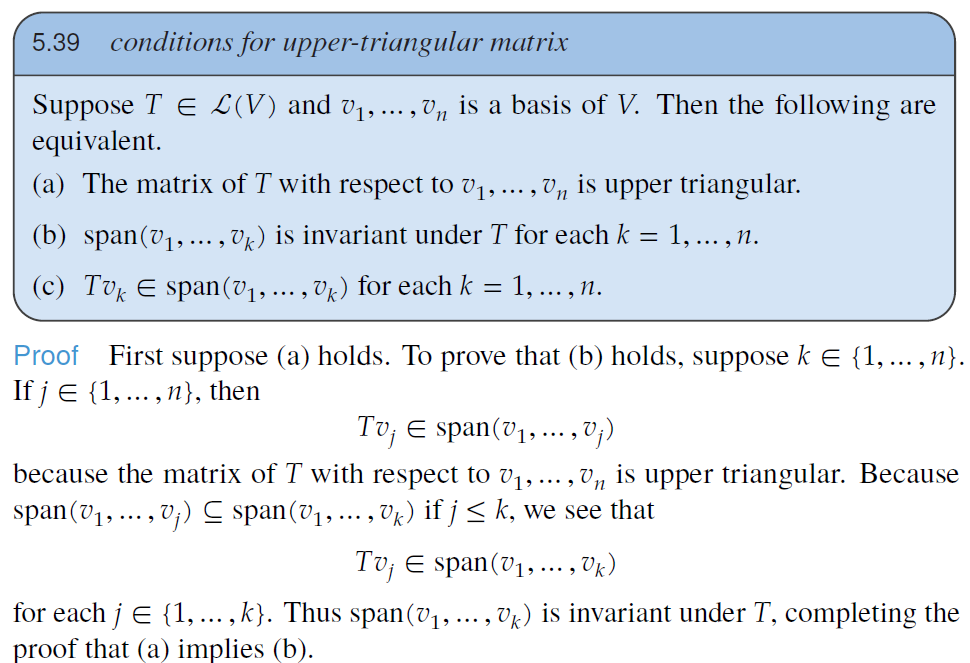 5.39 conditions for upper-triangular matrix
Suppose T ∈ ℒ(V) and v₁, … , vₙ is a basis of V. Then the following are
equivalent.
(a) The matrix of T with respect to v₁, … , vₙ is upper triangular.
(b) span(v₁, … , vₖ) is invariant under T for each k = 1, … , n.
(c) Tvₖ ∈ span(v₁, … , vₖ) for each k = 1, … , n.
Proof First suppose (a) holds. To prove that (b) holds, suppose k ∈ {1, … , n}.
If j ∈ {1, … , n}, then
Tvⱼ ∈ span(v₁, … , vⱼ)
because the matrix of T with respect to v₁, … , vₙ is upper triangular. Because
span(v₁, … , vⱼ) ⊆ span(v₁, … , vₖ) if j ≤ k, we see that
Tvⱼ ∈ span(v₁, … , vₖ)
for each j ∈ {1, … , k}. Thus span(v₁, … , vₖ) is invariant under T, completing the
proof that (a) implies (b).